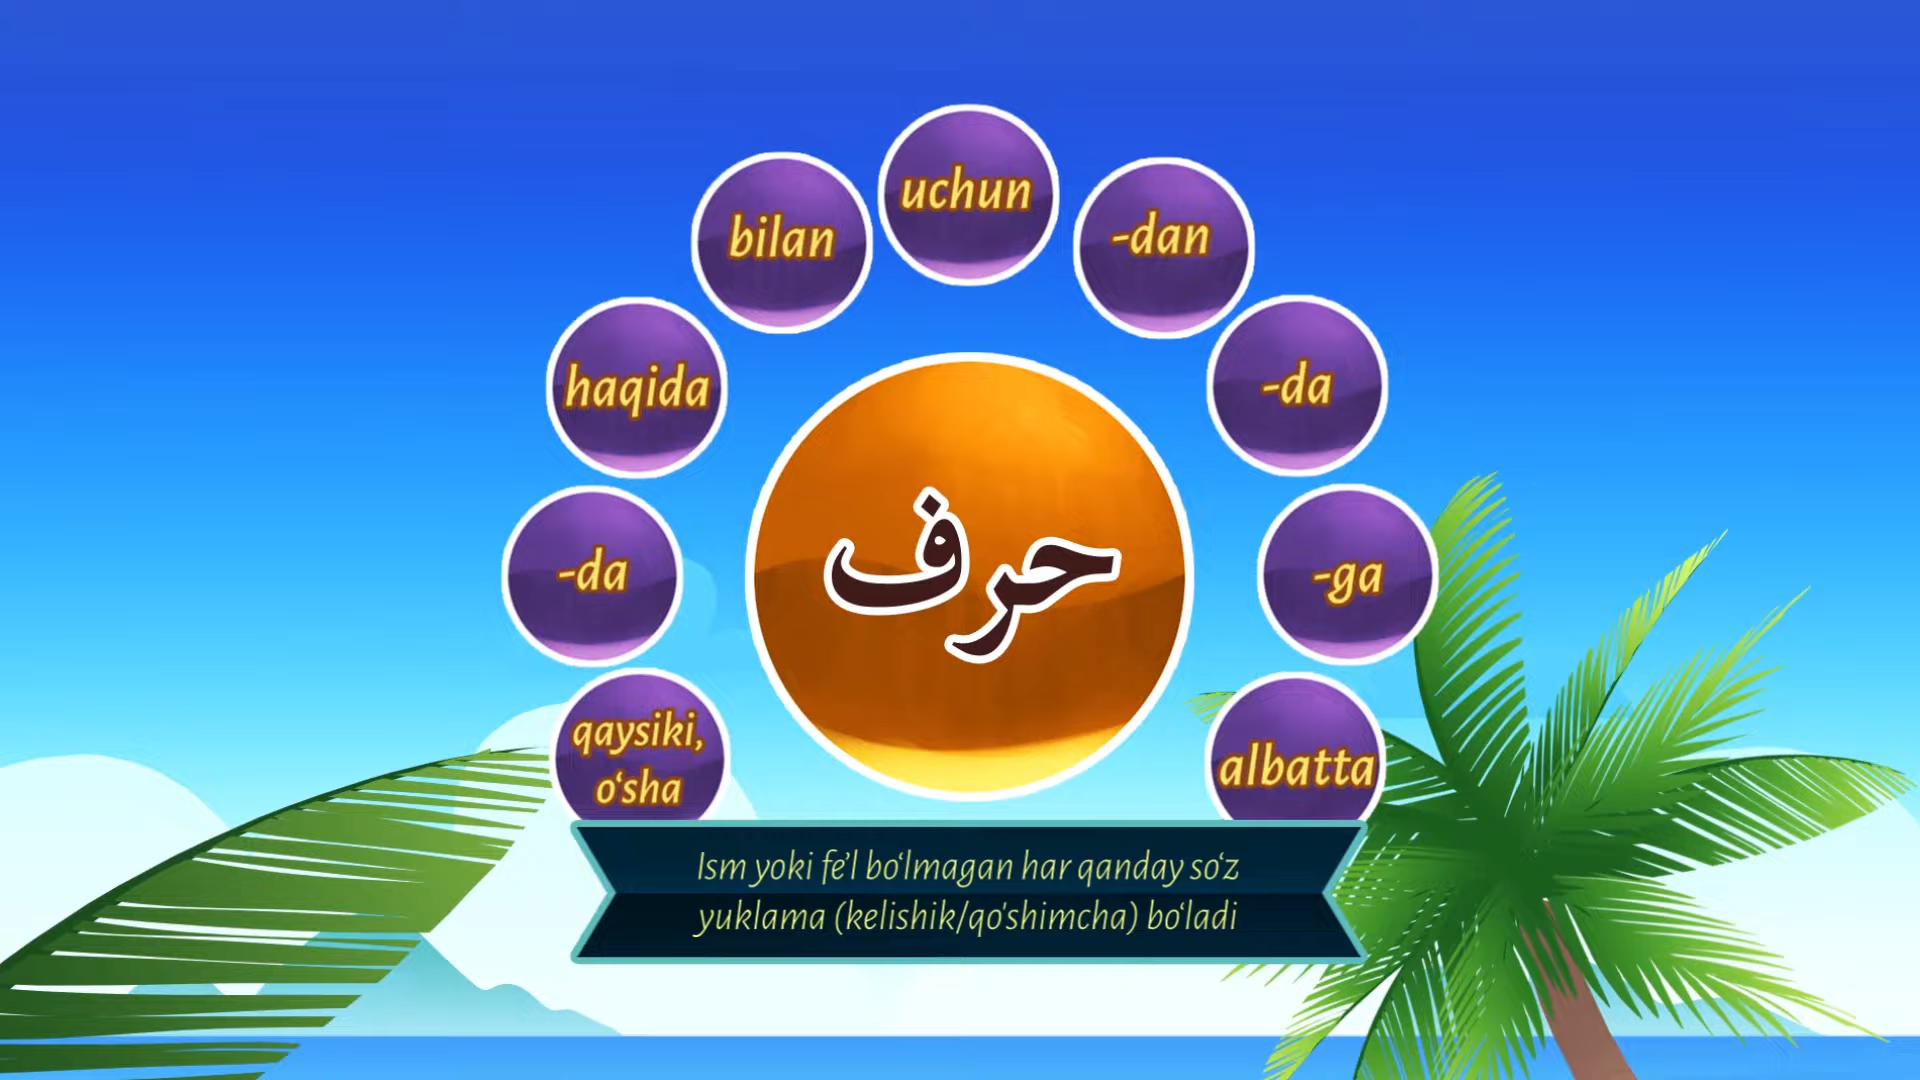 uchun
bilan
-dan
haqida
-da
حرف
-da
-ga
qaysiki,
o‘sha
albatta
Ism yoki fe’l bo‘lmagan har qanday so‘z
yuklama (kelishik/qo'shimcha) bo‘ladi